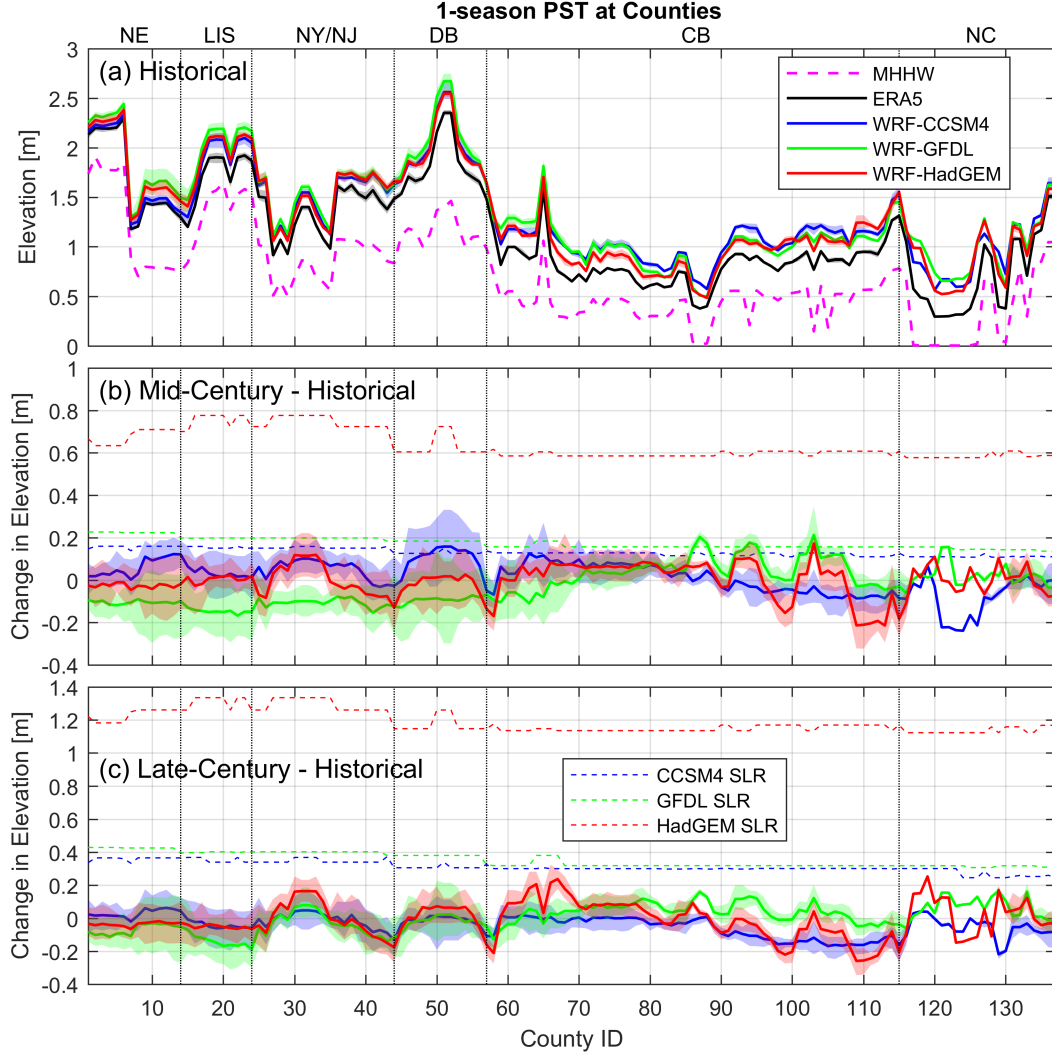 1-season PST at Counties
NE LIS NY/NJ DB CB NC
(a) Historical
MHHW
ERA5
WRF-CCSM4
WRF-GFDL
WRF-HadGEM
3
2.5
2
1.5
1
0.5
0
Elevation [m]
(b) Mid-Century - Historical
1
0.8
0.6
0.4
0.2
0
-0.2
-0.4
Change in Elevation [m]
(c) Late-Century - Historical
CCSM4 SLR
GFDL SLR
HadGEM SLR
1.4
1.2
1
0.8
0.6
0.4
0.2
0
-0.2
-0.4
Change in Elevation [m]
10 20 30 40 50 60 70 80 90 100 110 120 130
County ID